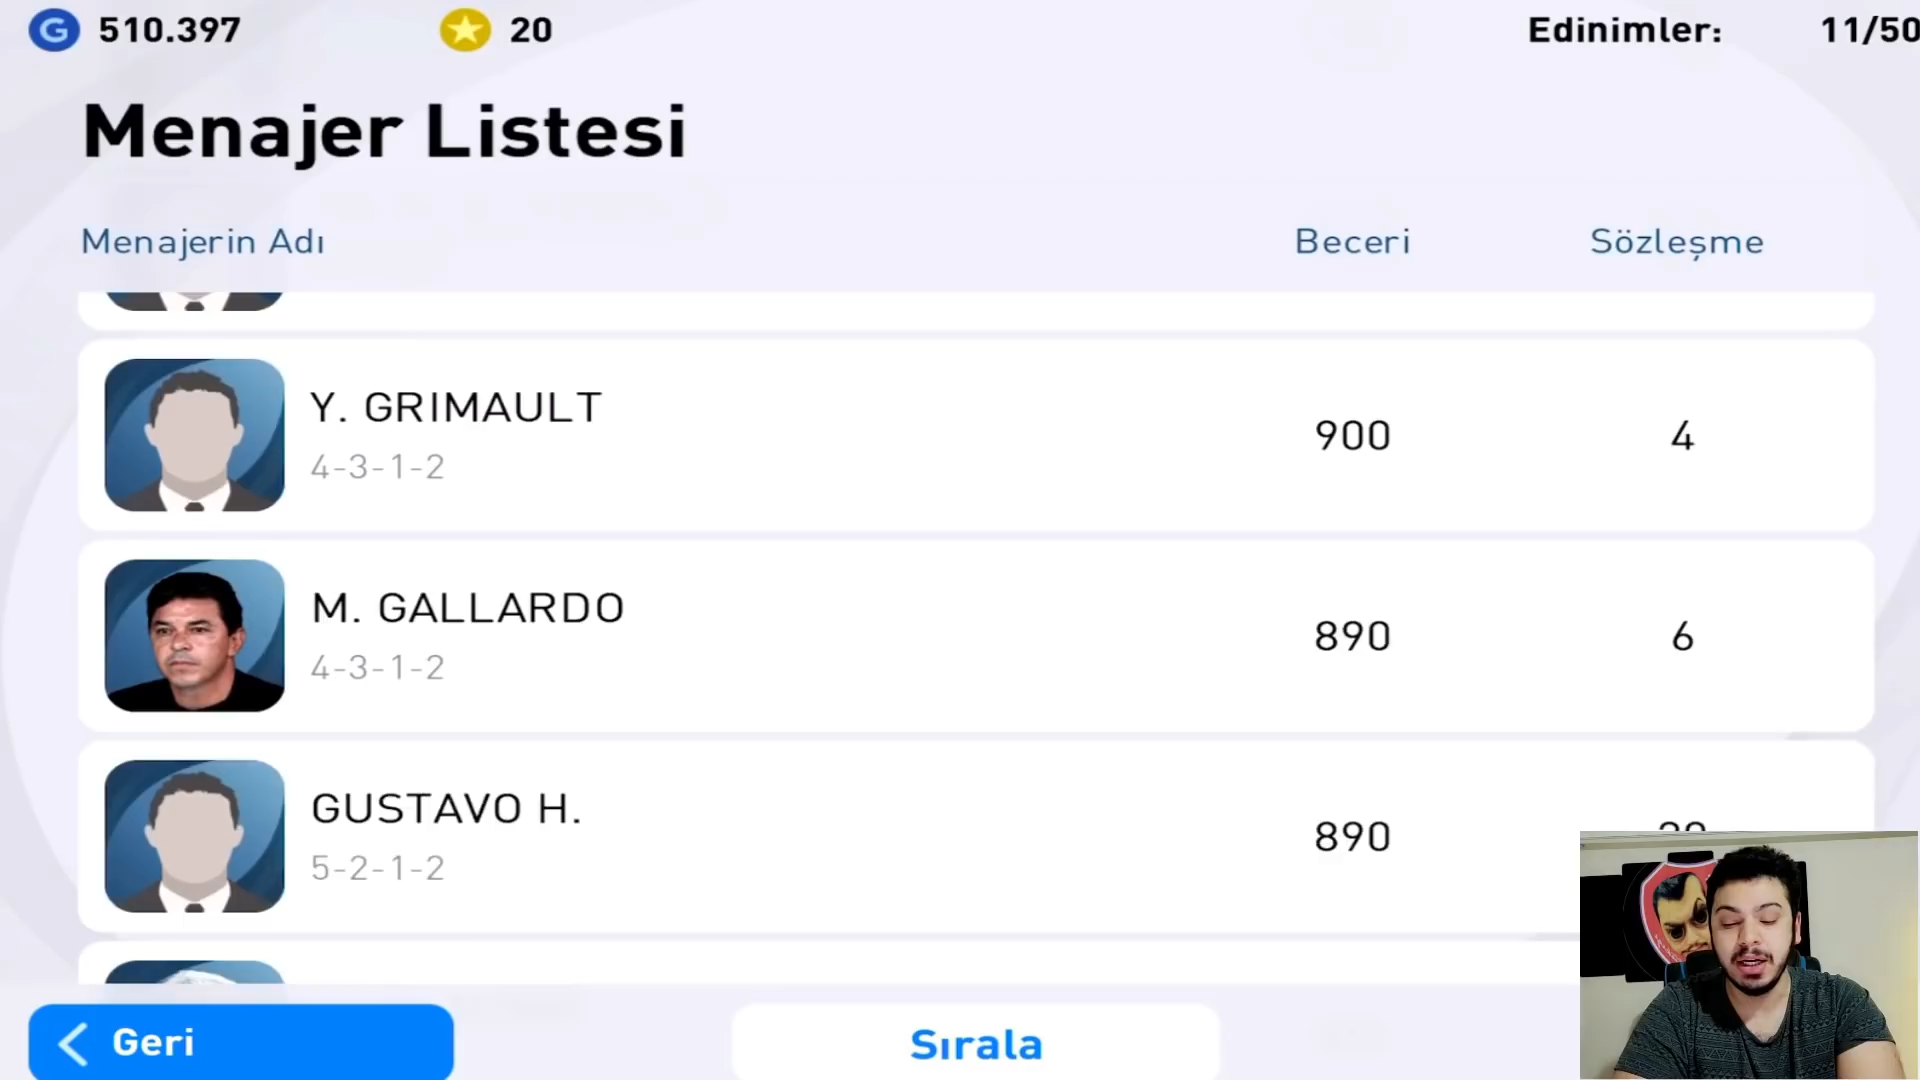 510.397
20
Edinimler: 11/50
Menajer Listesi
Menajerin Adı Beceri Sözleşme
Y. GRIMAULT
4-3-1-2
900 4
M. GALLARDO
4-3-1-2
890 6
GUSTAVO H.
5-2-1-2
890
Geri
Sırala